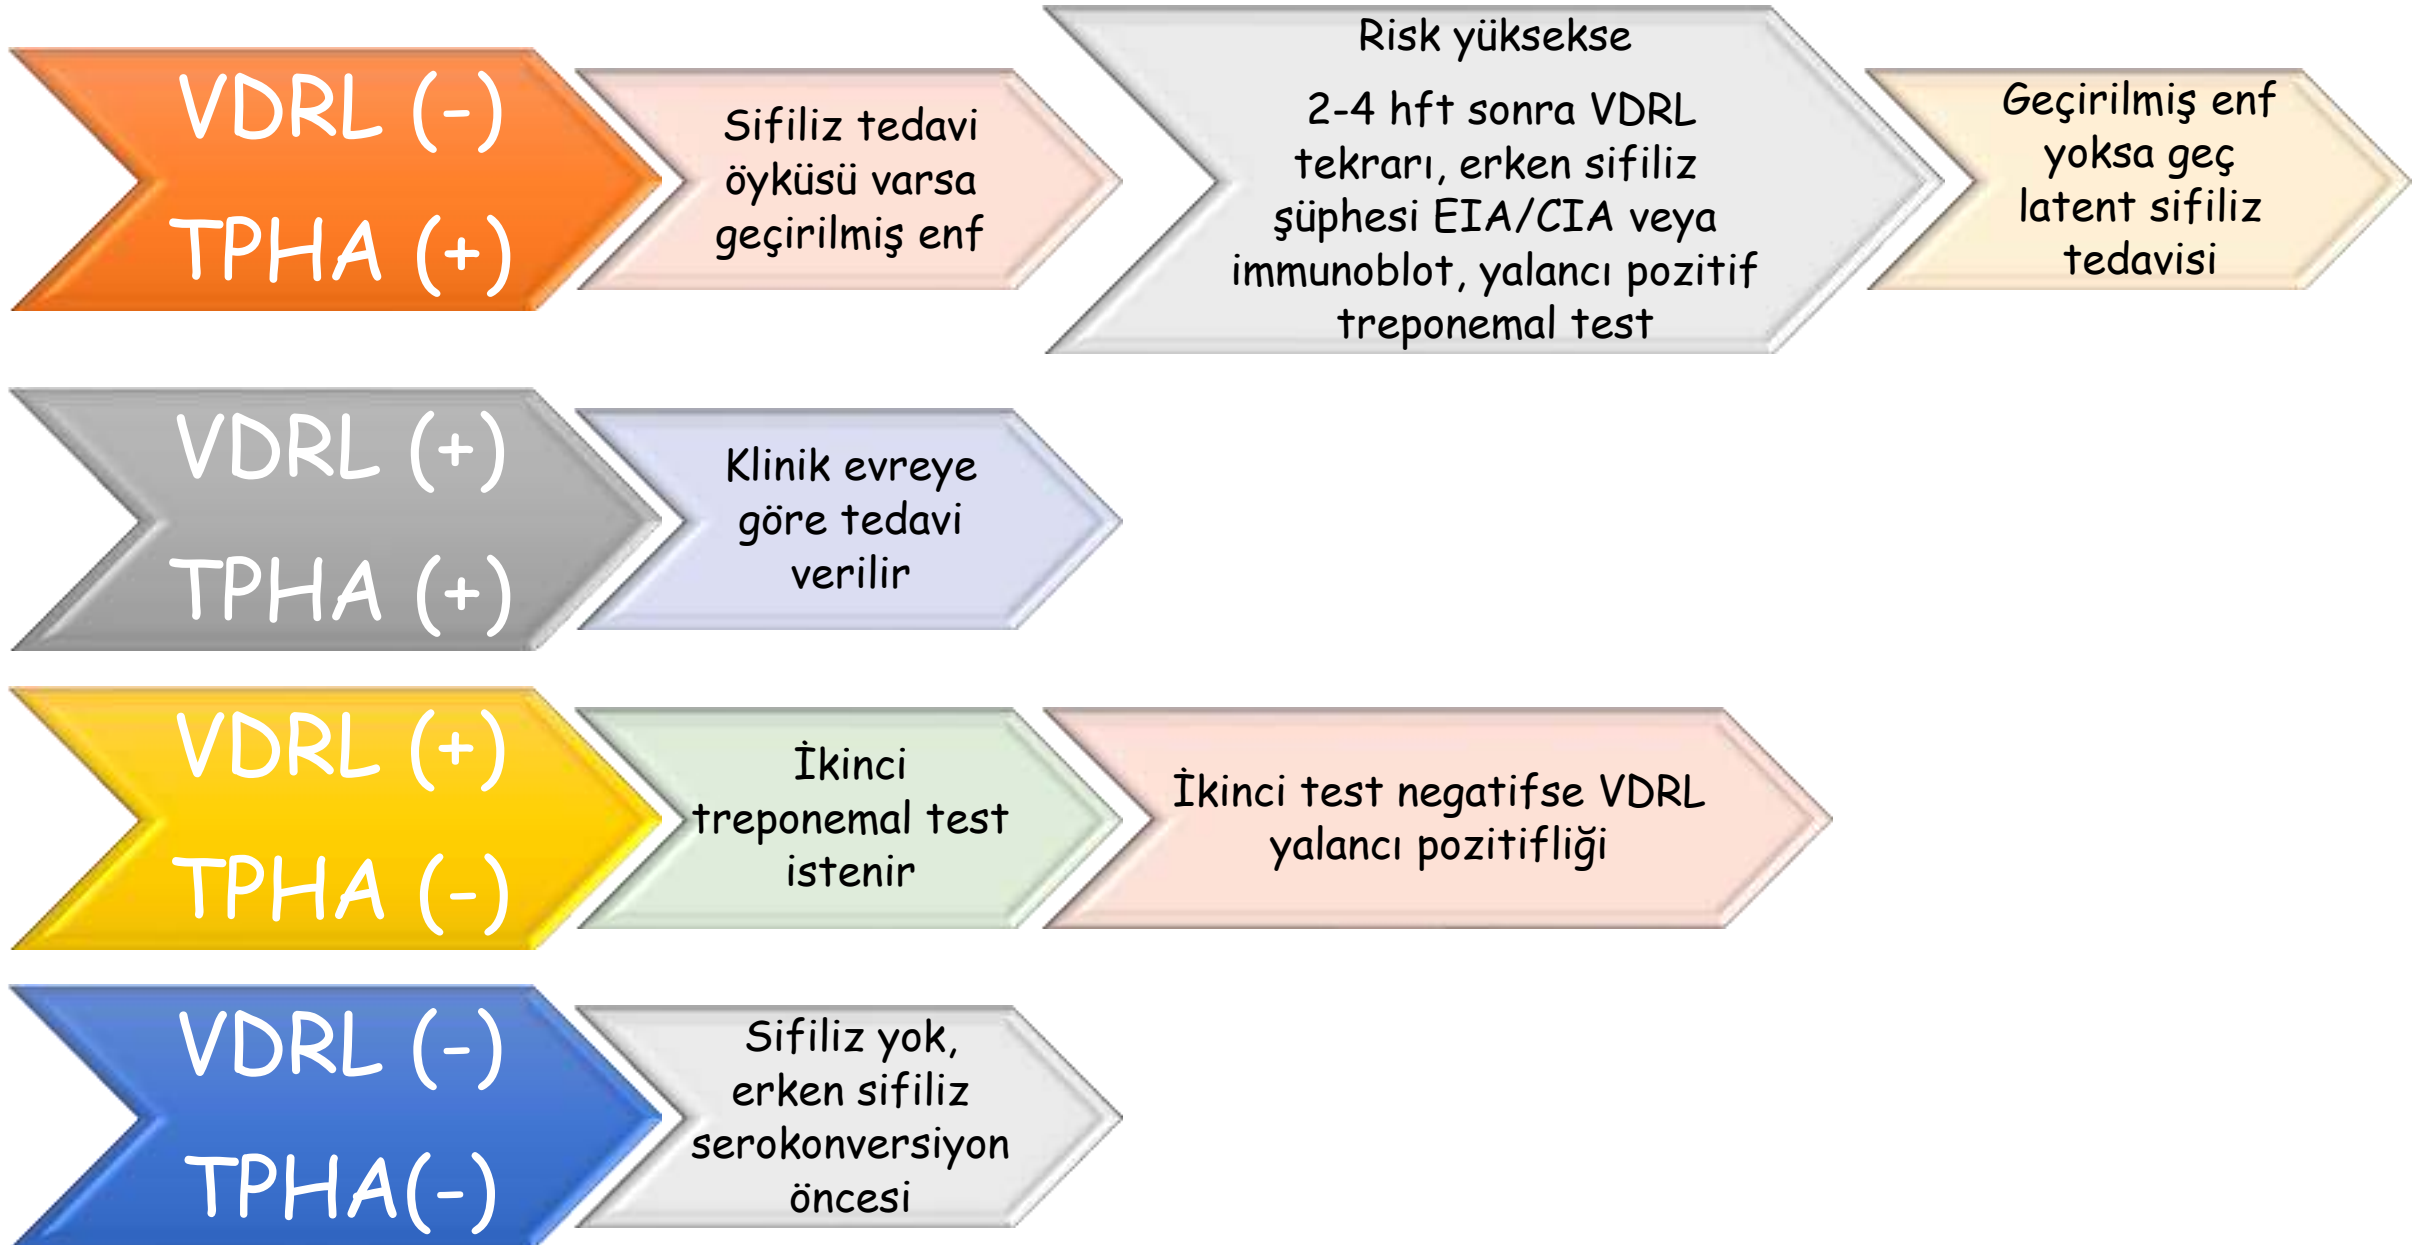 VDRL (-)
TPHA (+)
Sifiliz tedavi
öyküsü varsa
geçirilmiş enf
Risk yüksekse
2-4 hft sonra VDRL
tekrarı, erken sifiliz
şüphesi EIA/CIA veya
immunoblot, yalancı pozitif
treponemal test
Geçirilmiş enf
yoksa geç
latent sifiliz
tedavisi
VDRL (+)
TPHA (+)
Klinik evreye
göre tedavi
verilir
VDRL (+)
TPHA (-)
İkinci
treponemal test
istenir
İkinci test negatifse VDRL
yalancı pozitifliği
VDRL (-)
TPHA(-)
Sifiliz yok,
erken sifiliz
serokonversiyon
öncesi